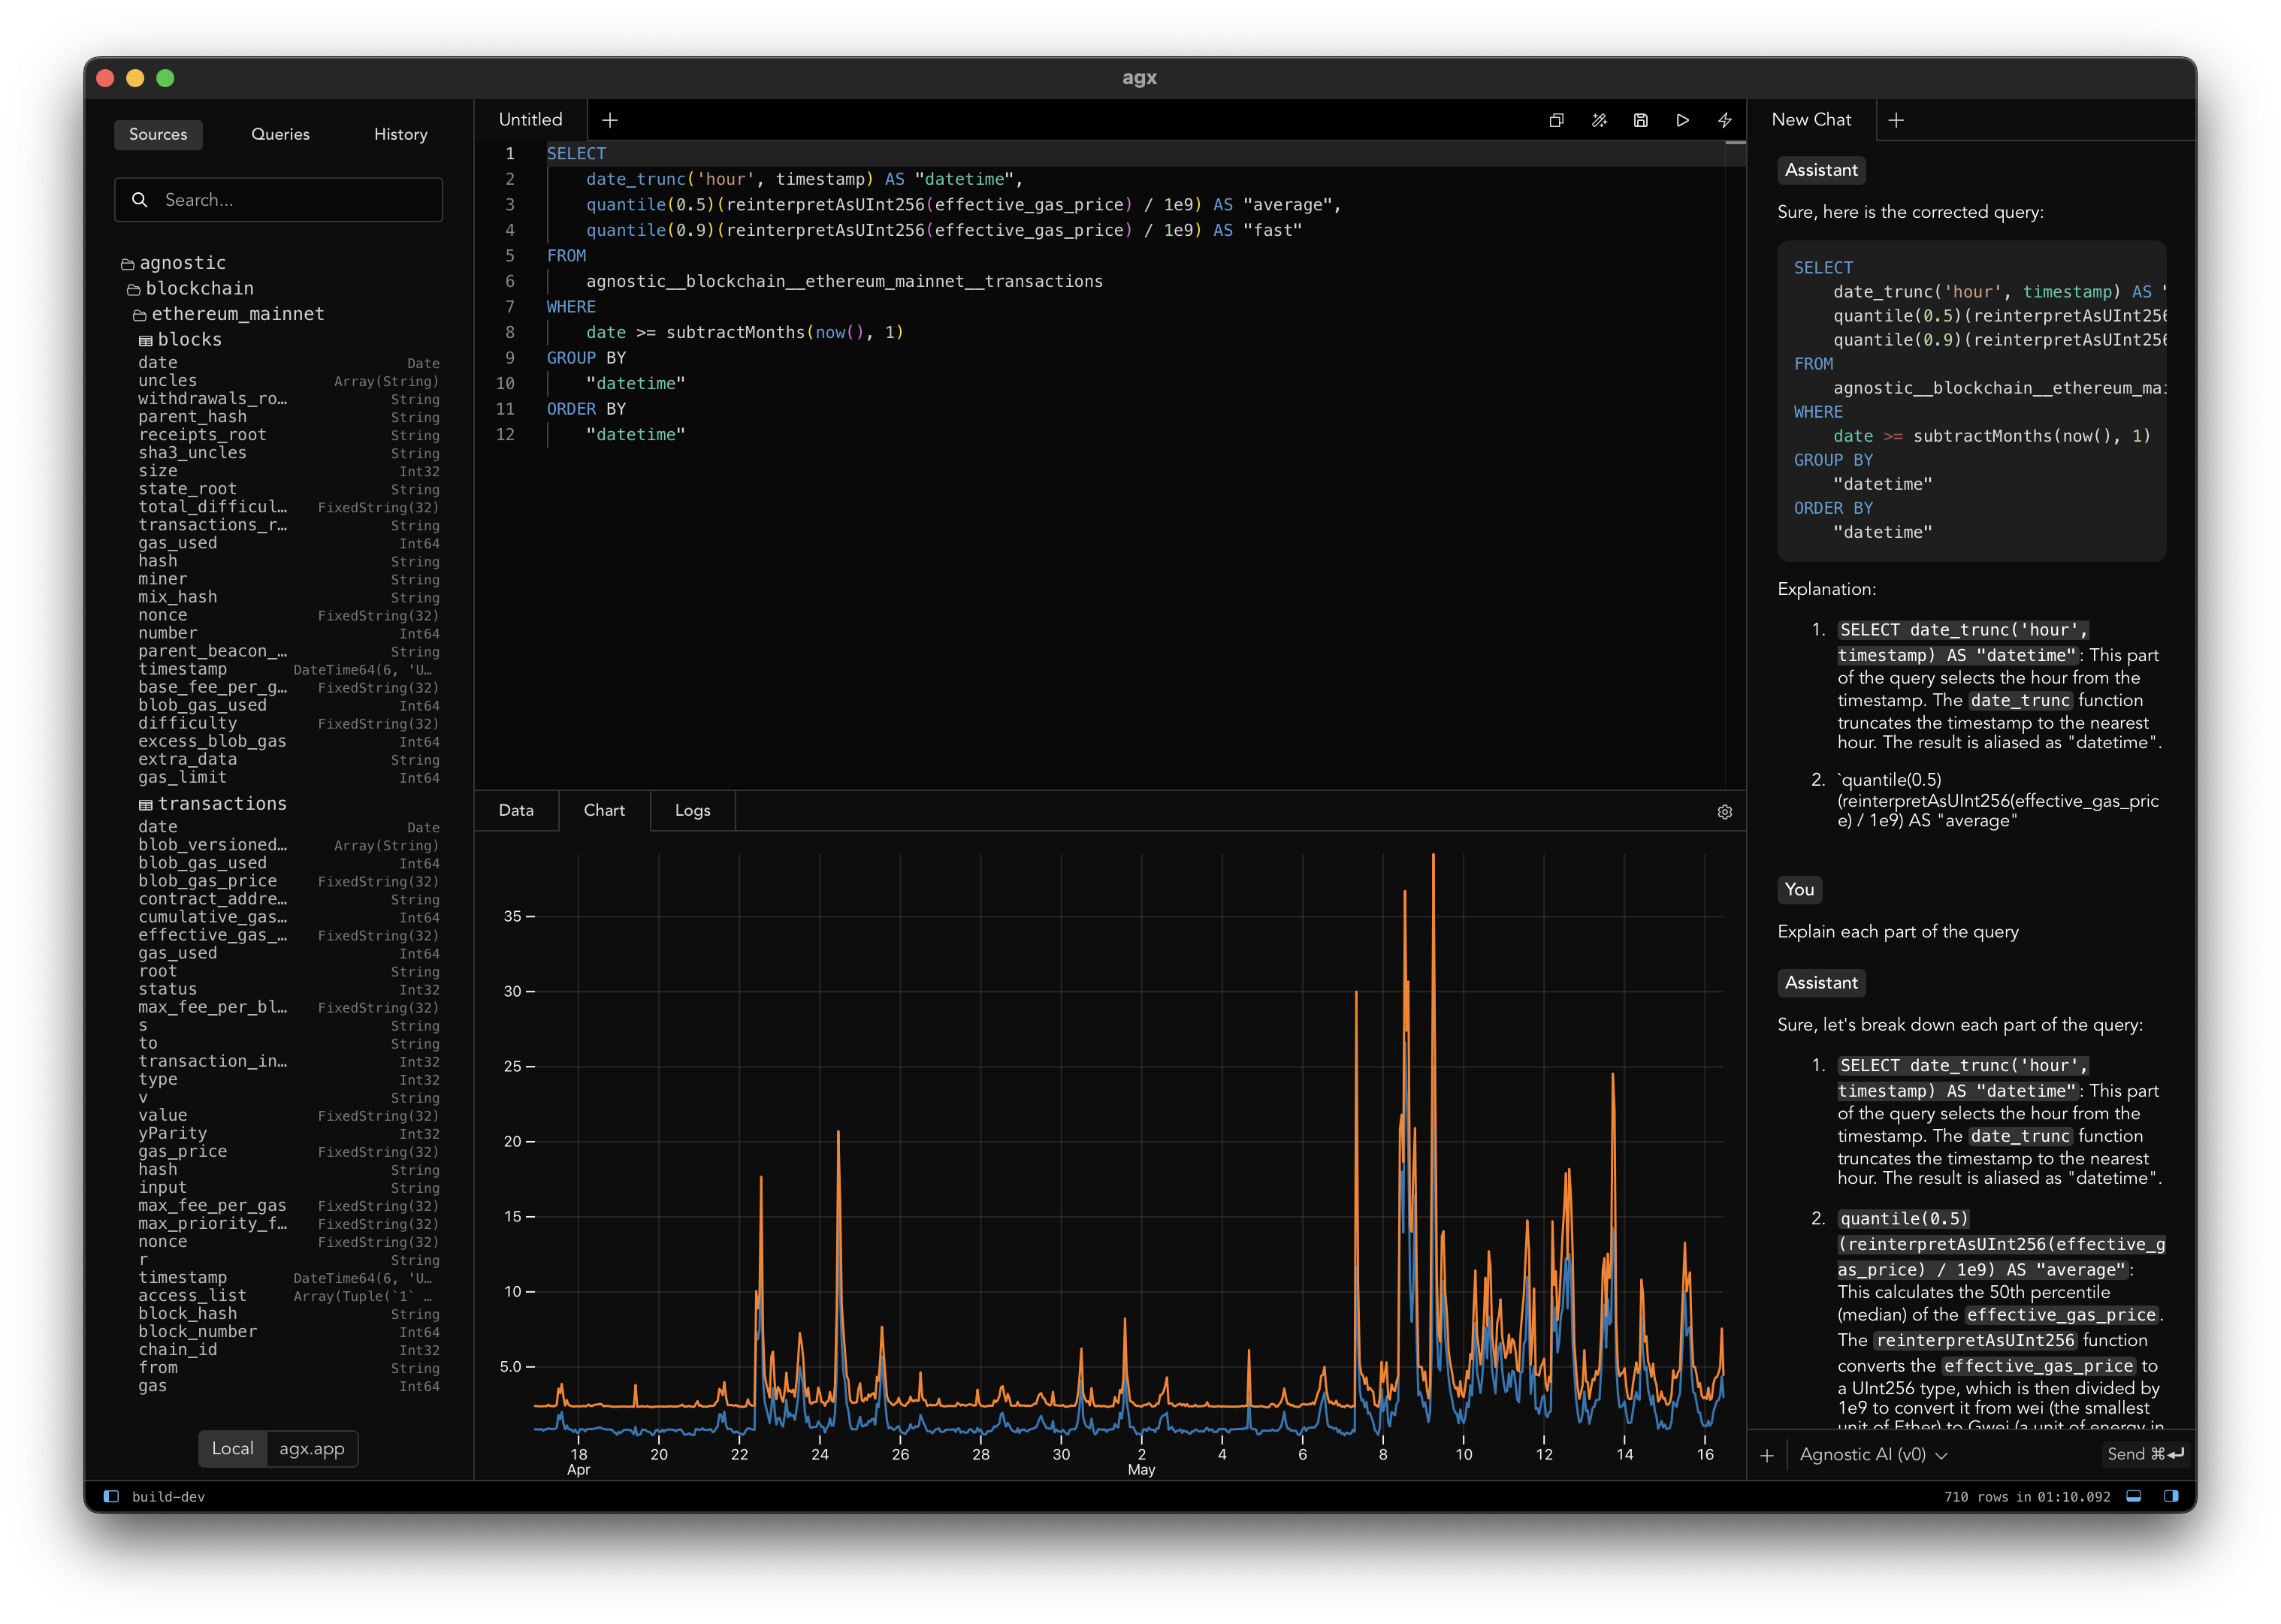 agx
Sources Queries History
Search...
agnostic
blockchain
ethereum_mainnet
blocks
date Date
uncles Array(String)
withdrawals_ro… String
parent_hash String
receipts_root String
sha3_uncles String
size Int32
state_root String
total_difficul… FixedString(32)
transactions_r… String
gas_used Int64
hash String
miner String
mix_hash String
nonce FixedString(32)
number Int64
parent_beacon_… String
timestamp DateTime64(6, 'U…
base_fee_per_g… FixedString(32)
blob_gas_used Int64
difficulty FixedString(32)
excess_blob_gas Int64
extra_data String
gas_limit Int64
transactions
date Date
blob_versioned… Array(String)
blob_gas_used Int64
blob_gas_price FixedString(32)
contract_addre… String
cumulative_gas… Int64
effective_gas_… FixedString(32)
gas_used Int64
root String
status Int32
max_fee_per_bl… FixedString(32)
s String
to String
transaction_in… Int32
type Int32
v String
value FixedString(32)
yParity Int32
gas_price FixedString(32)
hash String
input String
max_fee_per_gas FixedString(32)
max_priority_f… FixedString(32)
nonce FixedString(32)
r String
timestamp DateTime64(6, 'U…
access_list Array(Tuple(`1` …
block_hash String
block_number Int64
chain_id Int32
from String
gas Int64
Local agx.app
Untitled
1 SELECT
2 date_trunc('hour', timestamp) AS "datetime",
3 quantile(0.5)(reinterpretAsUInt256(effective_gas_price) / 1e9) AS "average",
4 quantile(0.9)(reinterpretAsUInt256(effective_gas_price) / 1e9) AS "fast"
5 FROM
6 agnostic__blockchain__ethereum_mainnet__transactions
7 WHERE
8 date >= subtractMonths(now(), 1)
9 GROUP BY
10 "datetime"
11 ORDER BY
12 "datetime"
Data Chart Logs
35
30
25
20
15
10
5.0
18 20 22 24 26 28 30 2 4 6 8 10 12 14 16
Apr May
New Chat
Assistant
Sure, here is the corrected query:
SELECT
date_trunc('hour', timestamp) AS "
quantile(0.5)(reinterpretAsUInt256
quantile(0.9)(reinterpretAsUInt256
FROM
agnostic__blockchain__ethereum_mai
WHERE
date >= subtractMonths(now(), 1)
GROUP BY
"datetime"
ORDER BY
"datetime"
Explanation:
1. SELECT date_trunc('hour',
timestamp) AS "datetime": This part
of the query selects the hour from the
timestamp. The date_trunc function
truncates the timestamp to the nearest
hour. The result is aliased as "datetime".
2. `quantile(0.5)
(reinterpretAsUInt256(effective_gas_pric
e) / 1e9) AS "average"
You
Explain each part of the query
Assistant
Sure, let's break down each part of the query:
1. SELECT date_trunc('hour',
timestamp) AS "datetime": This part
of the query selects the hour from the
timestamp. The date_trunc function
truncates the timestamp to the nearest
hour. The result is aliased as "datetime".
2. quantile(0.5)
(reinterpretAsUInt256(effective_g
as_price) / 1e9) AS "average":
This calculates the 50th percentile
(median) of the effective_gas_price.
The reinterpretAsUInt256 function
converts the effective_gas_price to
a UInt256 type, which is then divided by
1e9 to convert it from wei (the smallest
unit of Ether) to Gwei (a unit of energy in
Agnostic AI (v0) Send ⌘↵
build-dev
710 rows in 01:10.092